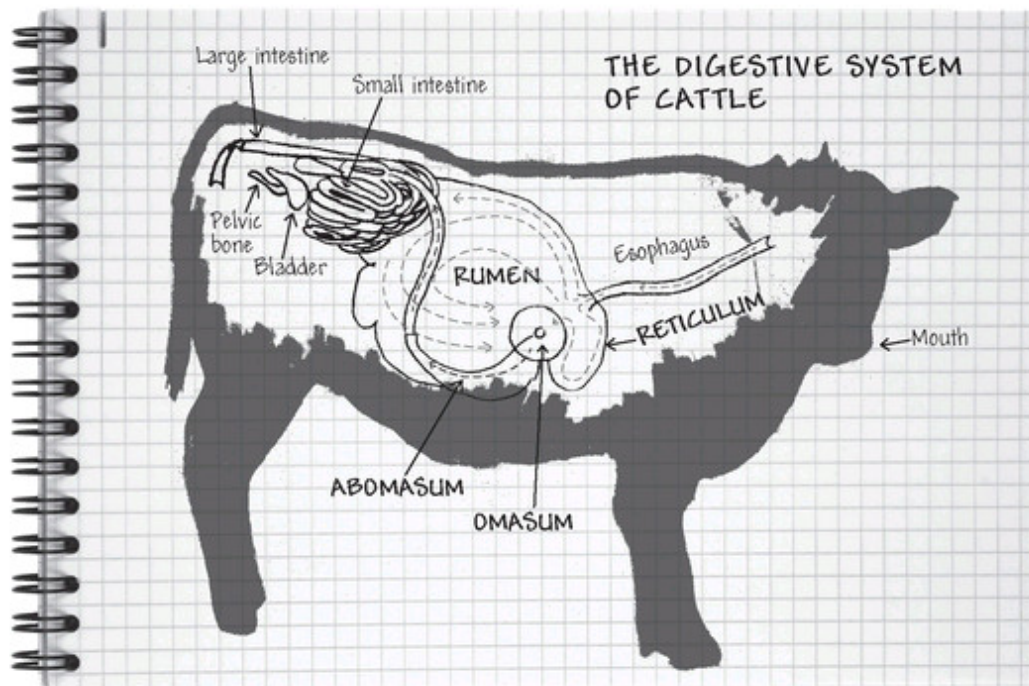 THE DIGESTIVE SYSTEM
OF CATTLE
Large intestine
Small intestine
Pelvic
bone
Bladder
RUMEN
Esophagus
RETICULUM
Mouth
ABOMASUM
OMASUM